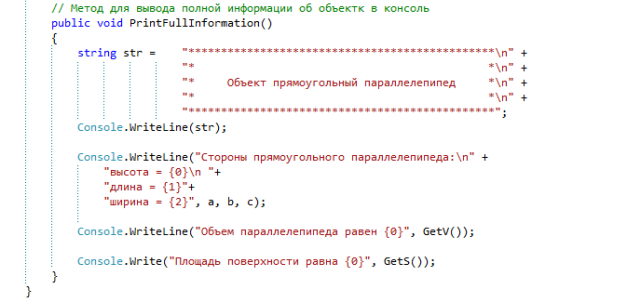 // Метод для вывода полной информации об объектк в консоль
public void PrintFullInformation()
{
string str = "***********************************************\n" +
"* *\n" +
"* Объект прямоугольный параллелепипед *\n" +
"* *\n" +
"***********************************************";
Console.WriteLine(str);
Console.WriteLine("Стороны прямоугольного параллелепипеда:\n" +
"высота = {0}\n "+
"длина = {1}"+
"ширина = {2}", a, b, c);
Console.WriteLine("Объем параллелепипеда равен {0}", GetV());
Console.Write("Площадь поверхности равна {0}", GetS());
}
}